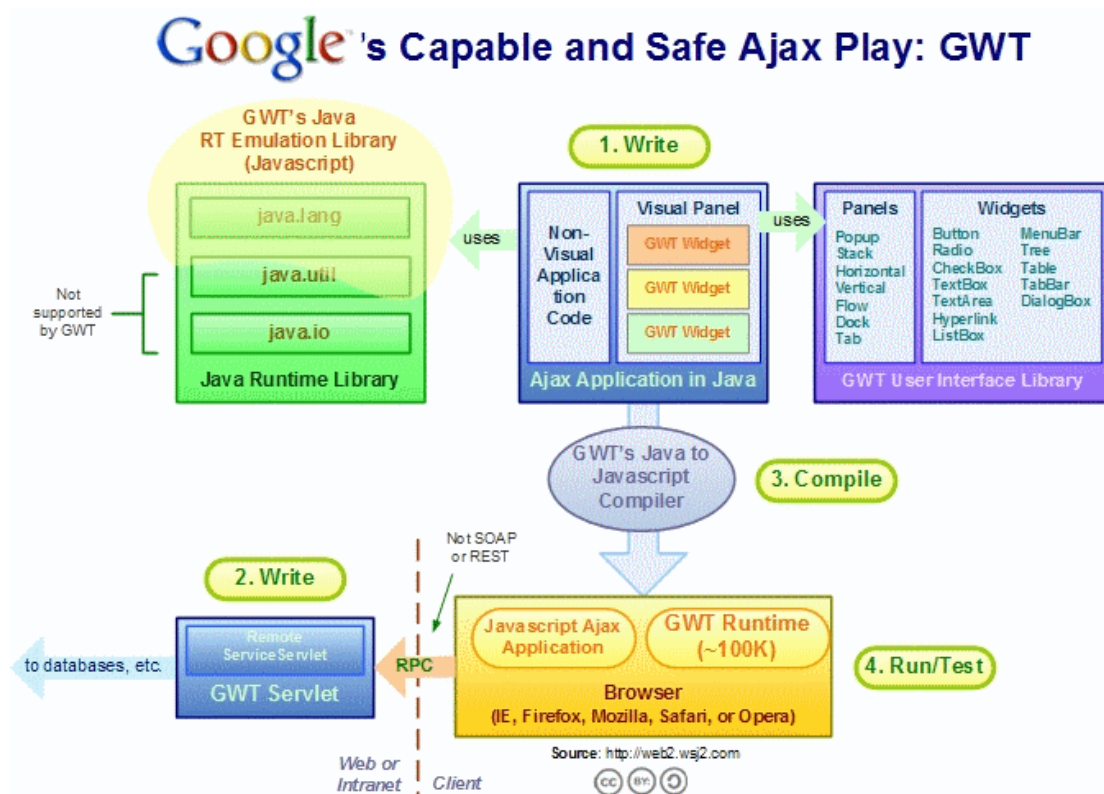 Google™'s Capable and Safe Ajax Play: GWT
GWT's Java
RT Emulation Library
(Javascript)
java.lang
java.util
java.io
Java Runtime Library
Not
supported
by GWT
uses
1. Write
Non-
Visual
Applica
tion
Code
Visual Panel
GWT Widget
GWT Widget
GWT Widget
Ajax Application in Java
uses
Panels
Popup
Stack
Horizontal
Vertical
Flow
Dock
Tab
Widgets
Button
Radio
CheckBox
TextBox
TextArea
Hyperlink
ListBox
MenuBar
Tree
Table
TabBar
DialogBox
GWT User Interface Library
GWT's Java to
Javascript
Compiler
3. Compile
Not SOAP
or REST
2. Write
Remote
ServiceServlet
GWT Servlet
to databases, etc.
RPC
Javascript Ajax
Application
GWT Runtime
(~100K)
Browser
(IE, Firefox, Mozilla, Safari, or Opera)
4. Run/Test
Source: http://web2.wsj2.com
Web or
Intranet
Client
CC BY: